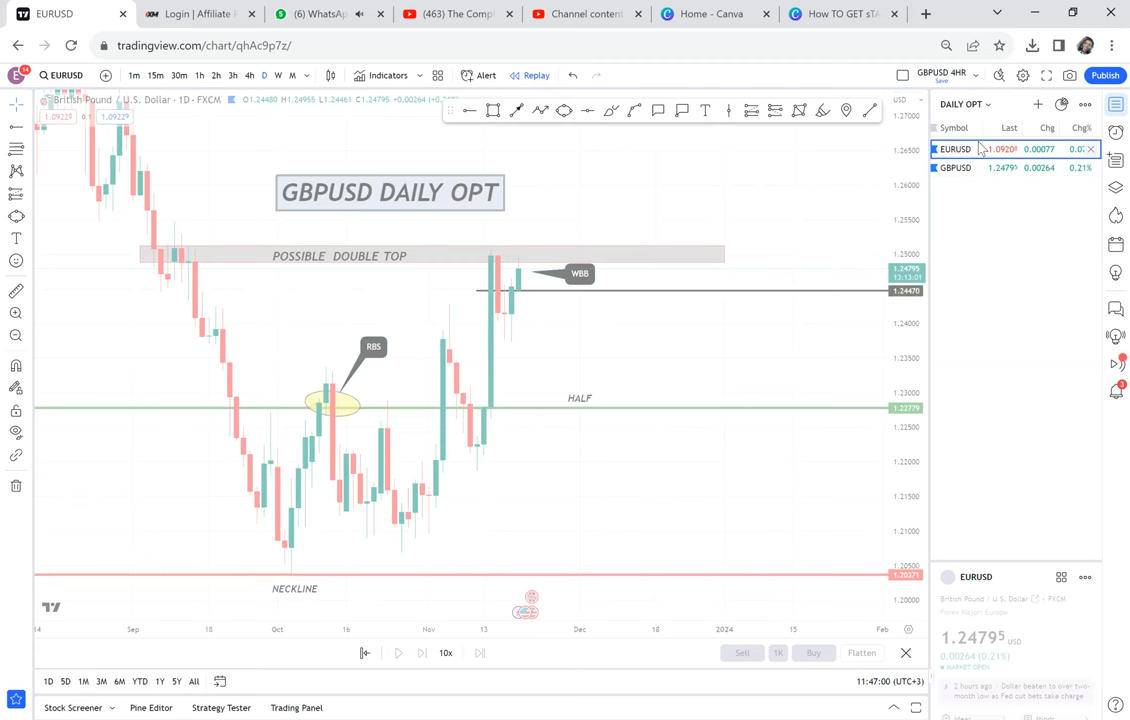 EURUSD
Login | Affiliate P
(6) WhatsAp
(463) The Comp
Channel content
Home - Canva
How TO GET sTA
tradingview.com/chart/qhAc9p7z/
E 14 EURUSD 1m 15m 30m 1h 2h 3h 4h D W M Indicators Alert Replay GBPUSD 4HR Save Publish
British Pound / U.S. Dollar · 1D · FXCM O1.24480 H1.24955 L1.24461 C1.24795 +0.00264
1.09229 0.1 1.09229
USD
DAILY OPT
Symbol Last Chg Chg%
EURUSD 1.09208 0.00077 0.07
GBPUSD 1.24795 0.00264 0.21%
GBPUSD DAILY OPT
POSSIBLE DOUBLE TOP
WBB
RBS
HALF
NECKLINE
1.27000
1.26500
1.26000
1.25500
1.25000
1.24795
13:13:01
1.24470
1.24000
1.23500
1.23000
1.22779
1.22500
1.22000
1.21500
1.21000
1.20500
1.20371
1.20000
14 Sep 18 Oct 16 Nov 13 Dec 18 2024 15 Feb
10x
Sell 1K Buy Flatten
1D 5D 1M 3M 6M YTD 1Y 5Y All
11:47:00 (UTC+3)
Stock Screener Pine Editor Strategy Tester Trading Panel
EURUSD
British Pound / U.S. Dollar · FXCM
Forex Major: Europe
1.24795 USD
0.00264 (0.21%)
MARKET OPEN
2 hours ago · Dollar beaten to over two-
month low as Fed cut bets take charge
3